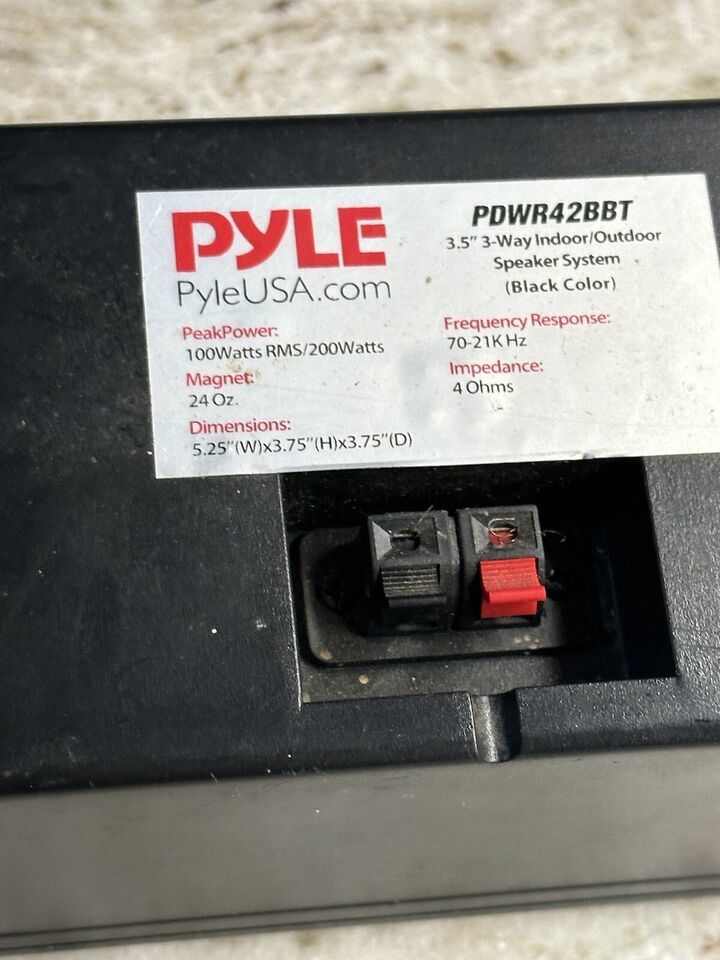 PYLE
PyleUSA.com
PDWR42BBT
3.5" 3-Way Indoor/Outdoor
Speaker System
(Black Color)
PeakPower:
100Watts RMS/200Watts
Magnet:
24 Oz.
Dimensions:
5.25"(W)x3.75"(H)x3.75"(D)
Frequency Response:
70-21K Hz
Impedance:
4 Ohms